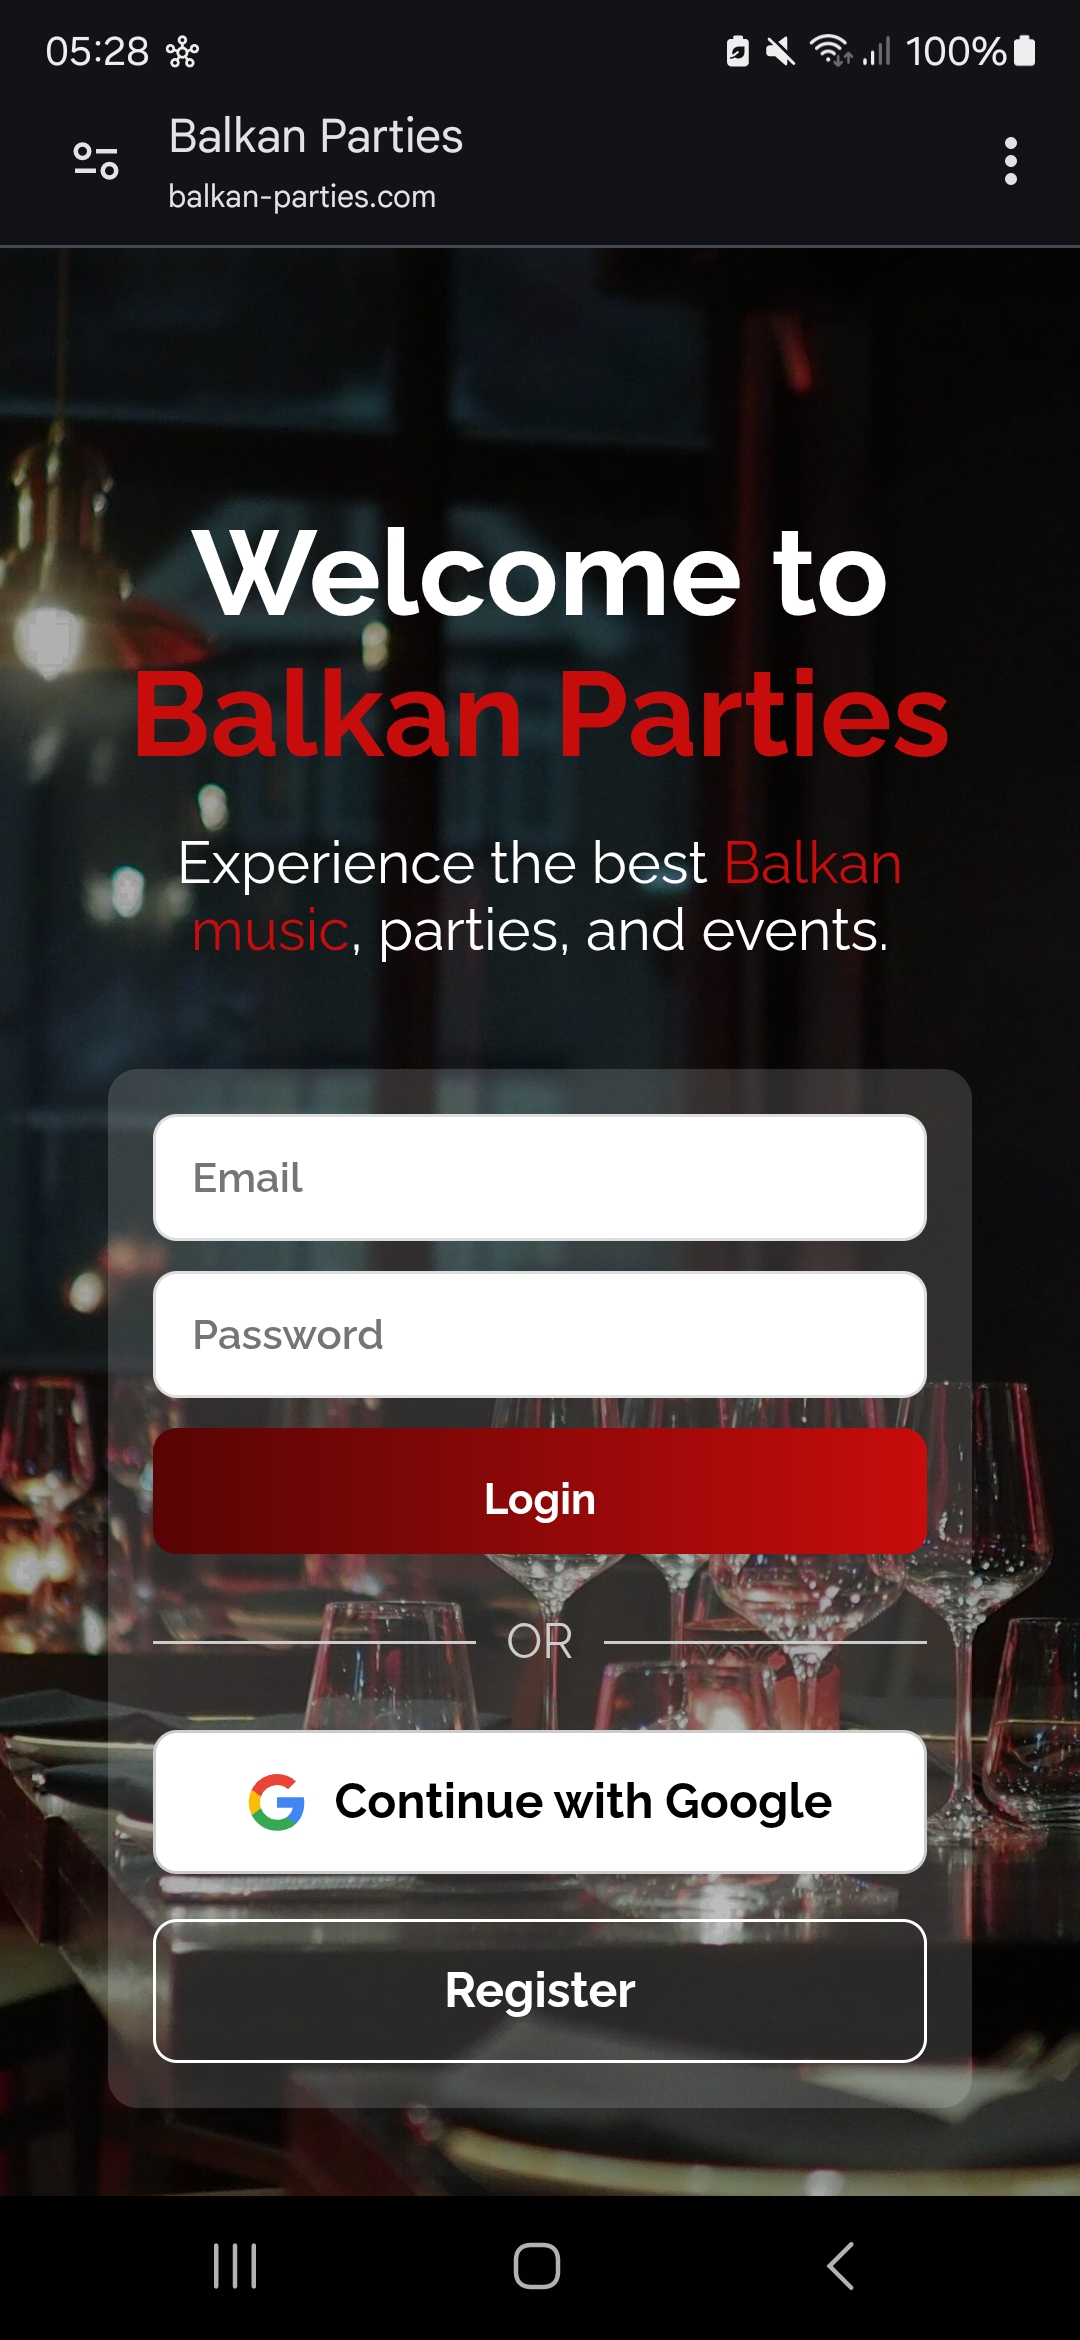 05:28
100%
Balkan Parties
balkan-parties.com
Welcome to
Balkan Parties
Experience the best Balkan
music, parties, and events.
Email
Password
Login
OR
Continue with Google
Register